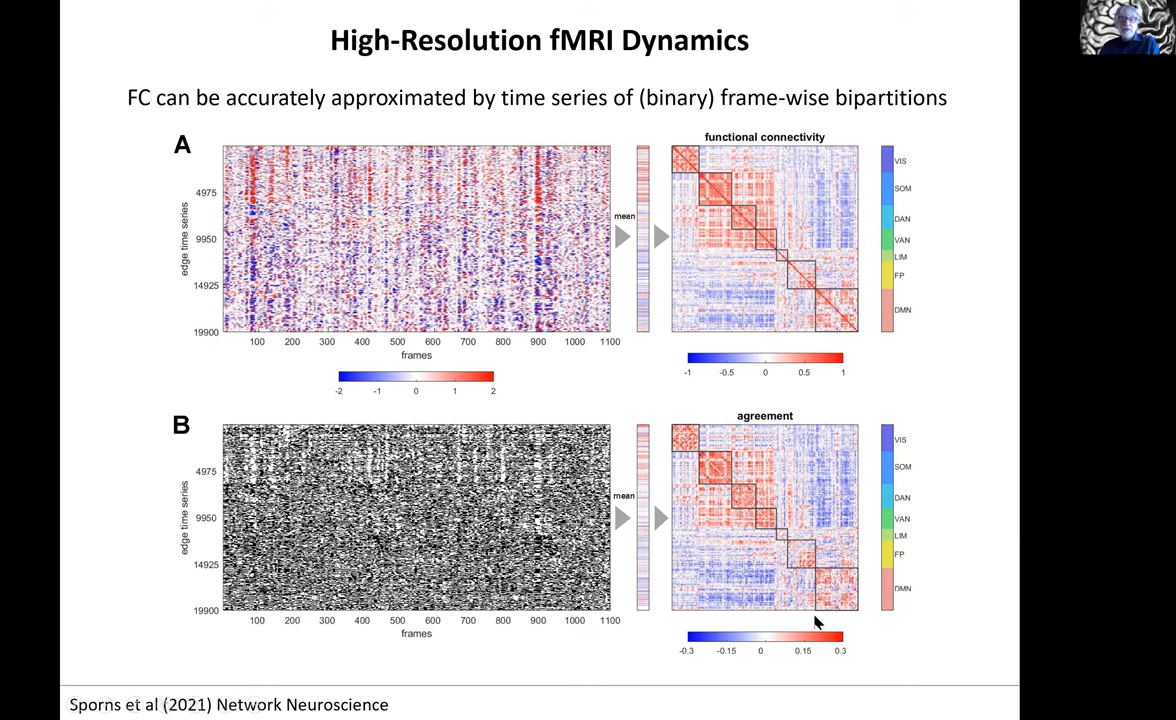 High-Resolution fMRI Dynamics
FC can be accurately approximated by time series of (binary) frame-wise bipartitions
A
functional connectivity
edge time series
4975
9950
14925
19900
100 200 300 400 500 600 700 800 900 1000 1100
frames
-2 -1 0 1 2
mean
VIS
SOM
DAN
VAN
LIM
FP
DMN
-1 -0.5 0 0.5 1
B
agreement
edge time series
4975
9950
14925
19900
100 200 300 400 500 600 700 800 900 1000 1100
frames
mean
VIS
SOM
DAN
VAN
LIM
FP
DMN
-0.3 -0.15 0 0.15 0.3
Sporns et al (2021) Network Neuroscience